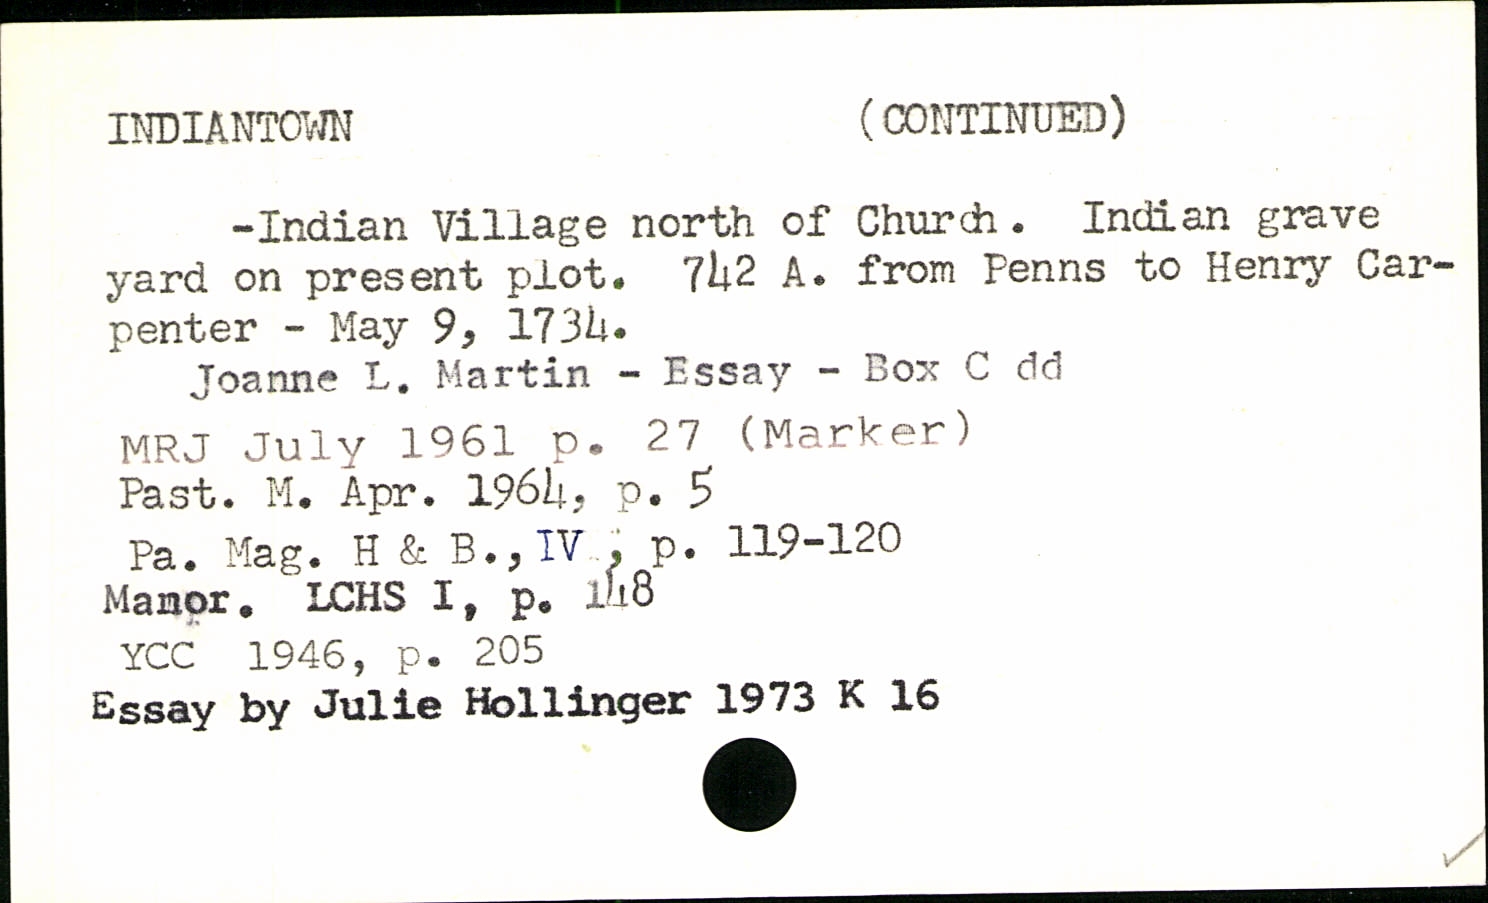 INDIANTOWN (CONTINUED)
-Indian Village north of Church. Indian grave
yard on present plot. 742 A. from Penns to Henry Car-
penter - May 9, 1734.
Joanne L. Martin - Essay - Box C dd
MRJ July 1961 p. 27 (Marker)
Past. M. Apr. 1964, p. 5
Pa. Mag. H & B., IV , p. 119-120
Manor. LCHS I, p. 148
YCC 1946, p. 205
Essay by Julie Hollinger 1973 K 16